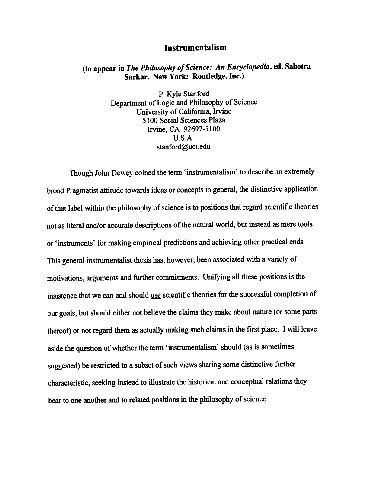 Instrumentalism
(to appear in The Philosophy of Science: An Encyclopedia, ed. Sahotra
Sarkar. New York: Routledge, Inc.)
P. Kyle Stanford
Department of Logic and Philosophy of Science
University of California, Irvine
5100 Social Sciences Plaza
Irvine, CA 92697-5100
U.S.A.
stanford@uci.edu
Though John Dewey coined the term 'instrumentalism' to describe an extremely
broad Pragmatist attitude towards ideas or concepts in general, the distinctive application
of that label within the philosophy of science is to positions that regard scientific theories
not as literal and/or accurate descriptions of the natural world, but instead as mere tools
or 'instruments' for making empirical predictions and achieving other practical ends.
This general instrumentalist thesis has, however, been associated with a variety of
motivations, arguments and further commitments. Unifying all these positions is the
insistence that we can and should use scientific theories for the successful completion of
our goals, but should either not believe the claims they make about nature (or some parts
thereof) or not regard them as actually making such claims in the first place. I will leave
aside the question of whether the term 'instrumentalism' should (as is sometimes
suggested) be restricted to a subset of such views sharing some distinctive further
characteristic, seeking instead to illustrate the historical and conceptual relations they
bear to one another and to related positions in the philosophy of science.